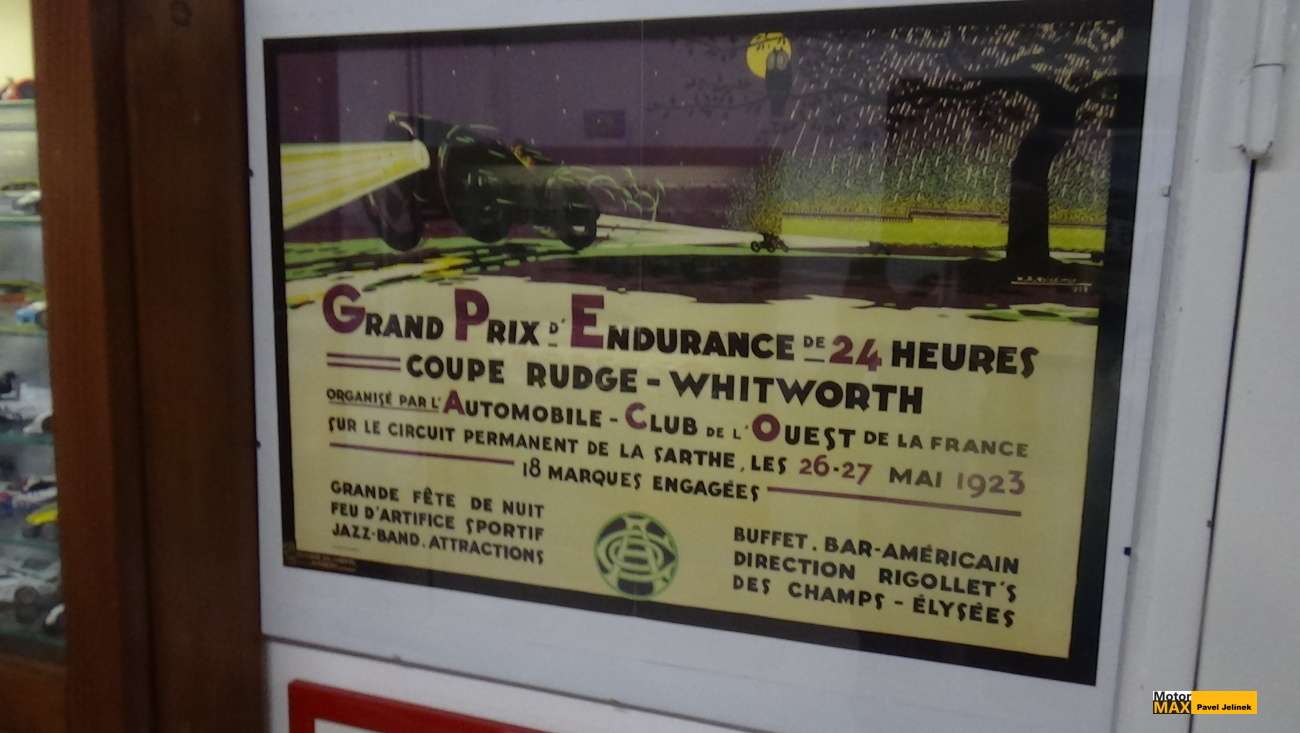 GRAND PRIX D'ENDURANCE DE 24 HEURES
COUPE RUDGE-WHITWORTH
ORGANISÉ PAR L'AUTOMOBILE-CLUB DE L'OUEST DE LA FRANCE
SUR LE CIRCUIT PERMANENT DE LA SARTHE, LES 26-27 MAI 1923
18 MARQUES ENGAGÉES
GRANDE FÊTE DE NUIT
FEU D'ARTIFICE SPORTIF
JAZZ-BAND. ATTRACTIONS
BUFFET. BAR-AMÉRICAIN
DIRECTION RIGOLLET'S
DES CHAMPS-ÉLYSÉES
Motor
MAX Pavel Jelinek